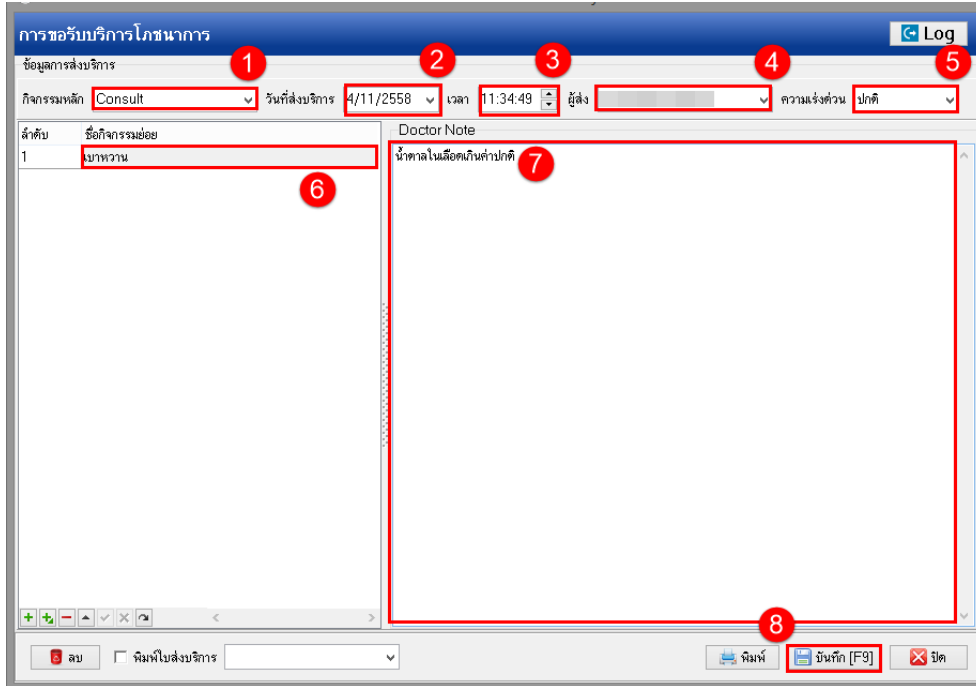 การขอรับบริการโภชนาการ Log
ข้อมูลการส่งบริการ 1 2 3 4 5
กิจกรรมหลัก Consult วันที่ส่งบริการ 4/11/2558 เวลา 11:34:49 ผู้ส่ง ความเร่งด่วน ปกติ
ลำดับ ชื่อกิจกรรมย่อย Doctor Note
1 เบาหวาน น้ำตาลในเลือดเกินค่าปกติ 7
6
8
ลบ พิมพ์ใบส่งบริการ พิมพ์ บันทึก [F9] ปิด